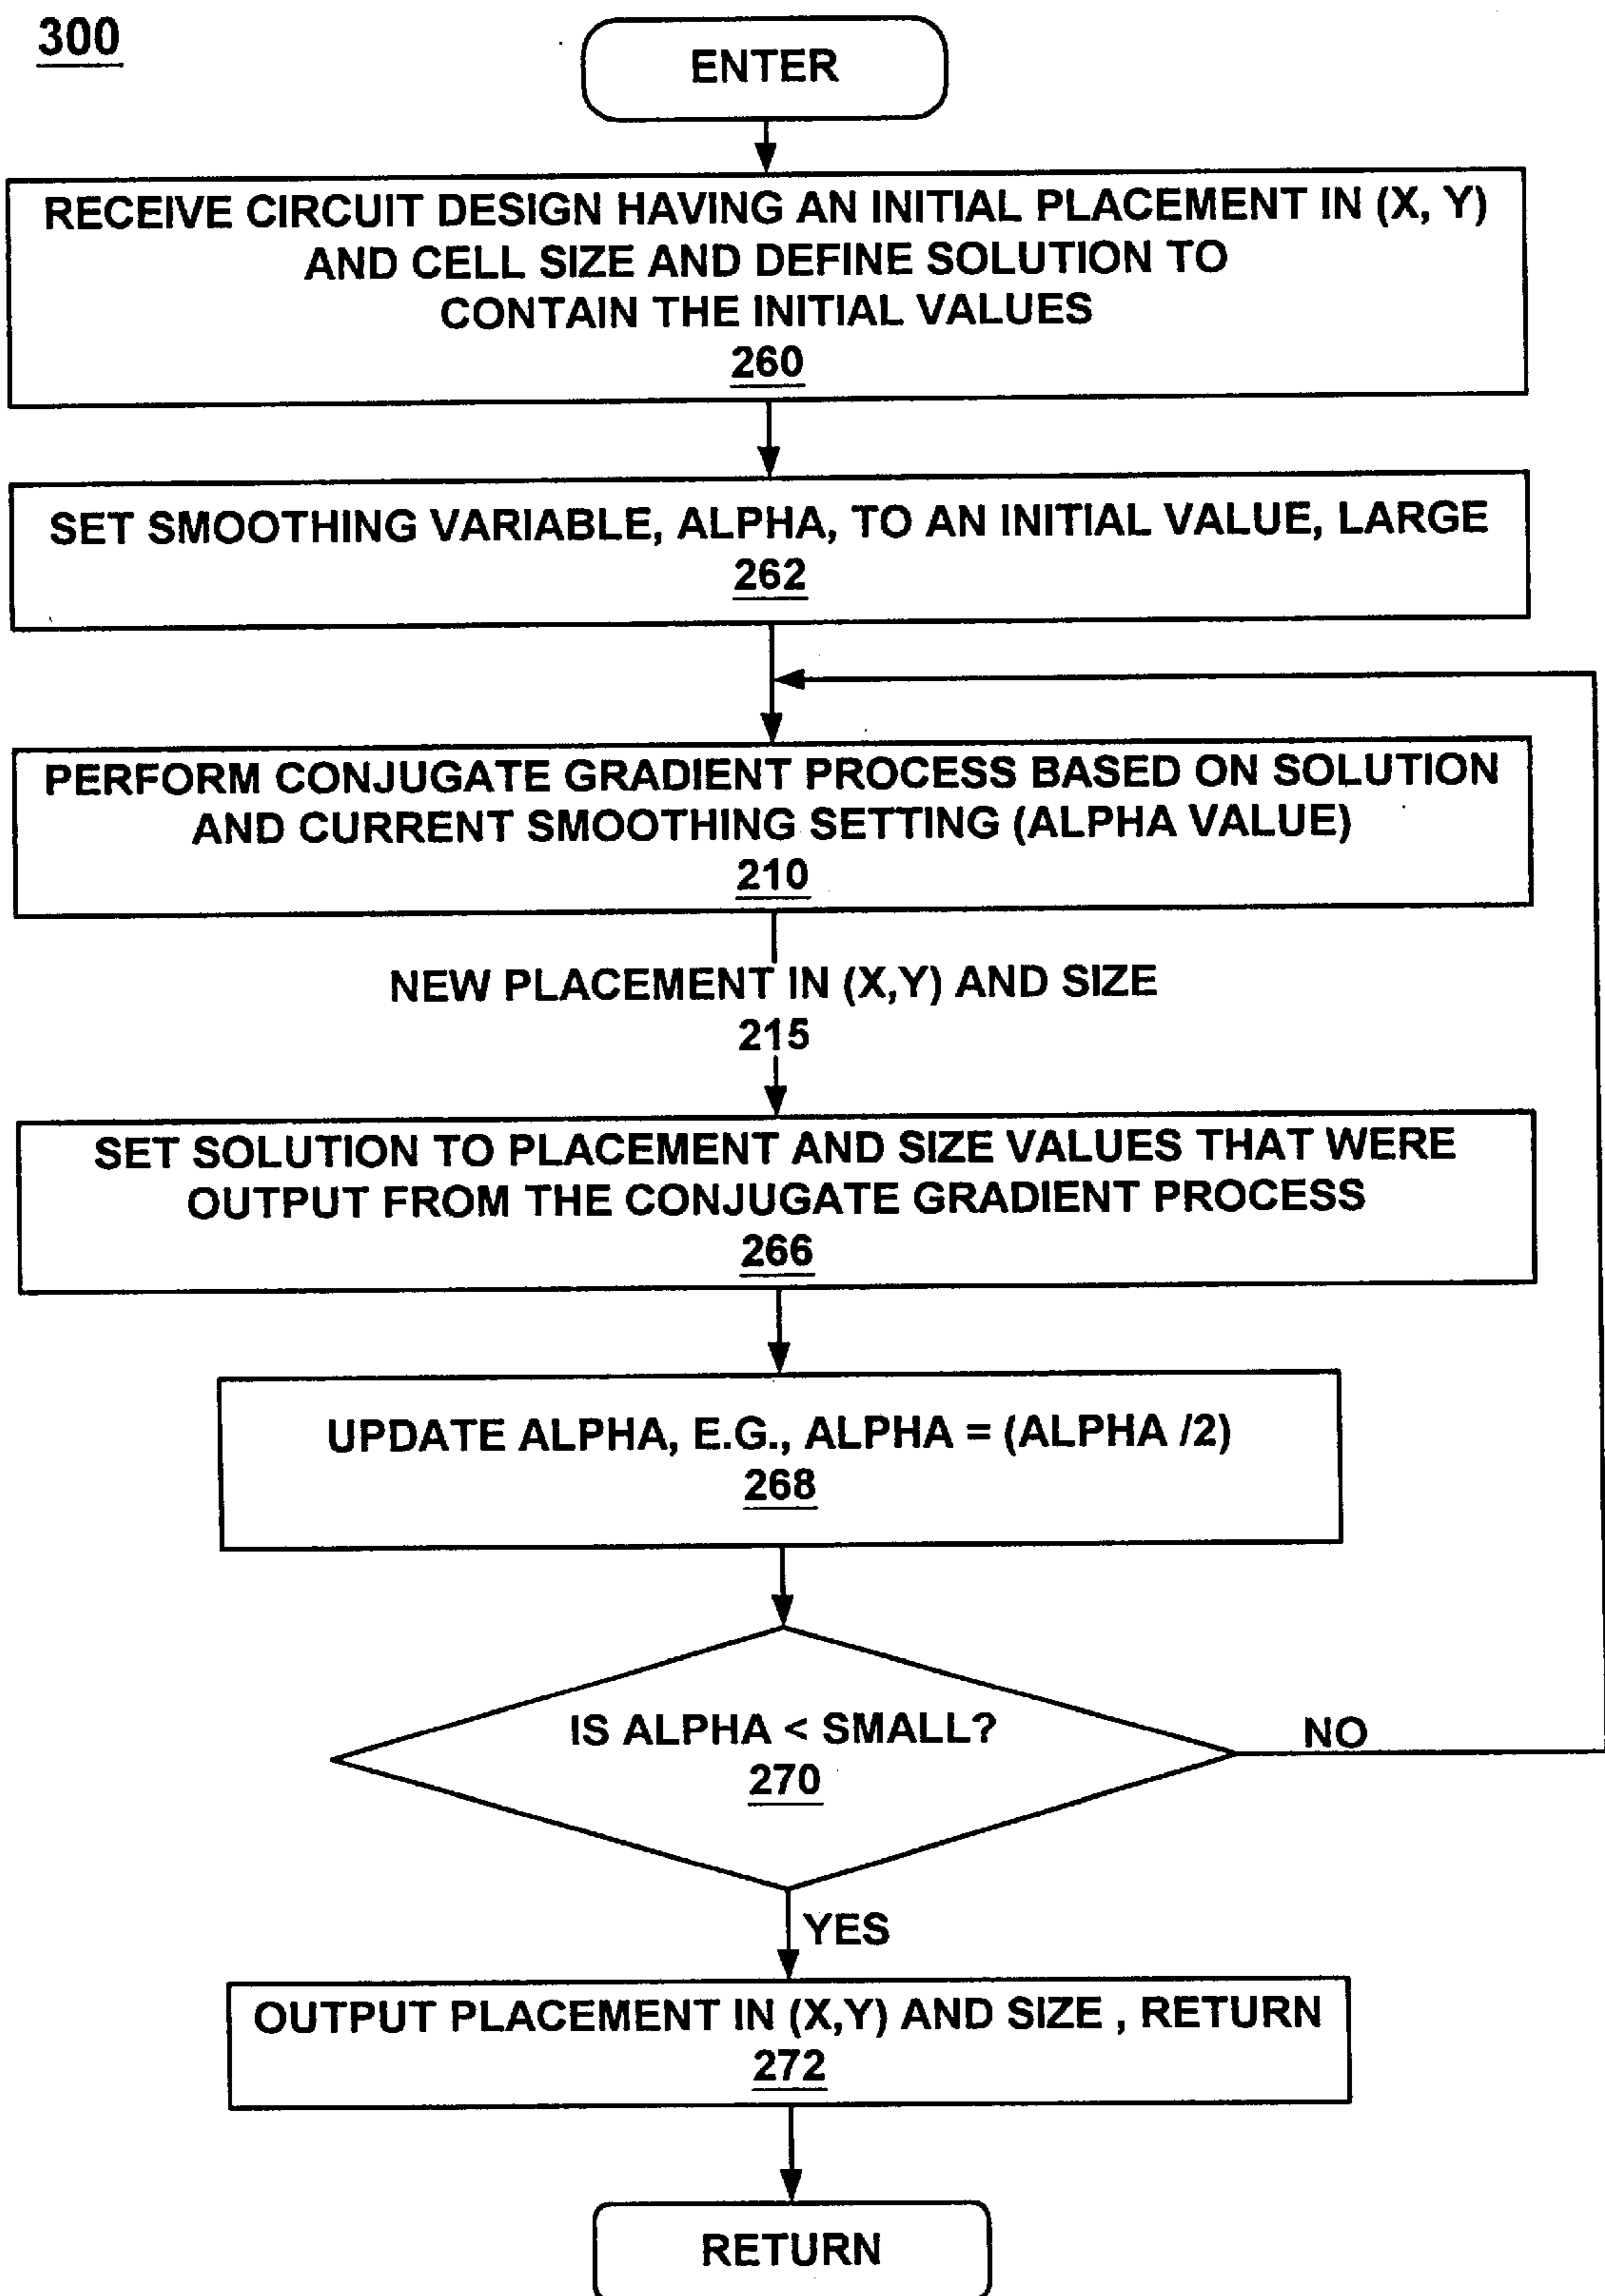 300
ENTER
RECEIVE CIRCUIT DESIGN HAVING AN INITIAL PLACEMENT IN (X, Y)
AND CELL SIZE AND DEFINE SOLUTION TO
CONTAIN THE INITIAL VALUES
260
SET SMOOTHING VARIABLE, ALPHA, TO AN INITIAL VALUE, LARGE
262
PERFORM CONJUGATE GRADIENT PROCESS BASED ON SOLUTION
AND CURRENT SMOOTHING SETTING (ALPHA VALUE)
210
NEW PLACEMENT IN (X,Y) AND SIZE
215
SET SOLUTION TO PLACEMENT AND SIZE VALUES THAT WERE
OUTPUT FROM THE CONJUGATE GRADIENT PROCESS
266
UPDATE ALPHA, E.G., ALPHA = (ALPHA /2)
268
IS ALPHA < SMALL?
270
NO
YES
OUTPUT PLACEMENT IN (X,Y) AND SIZE , RETURN
272
RETURN